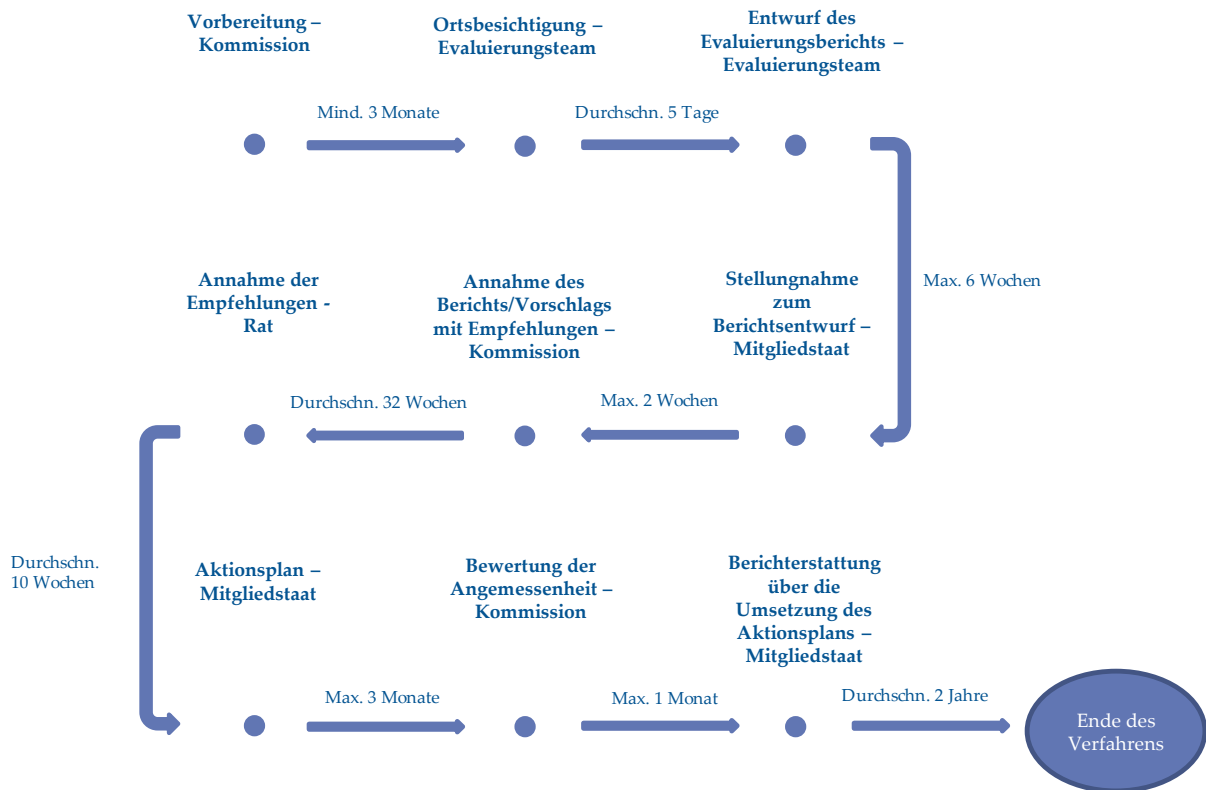 Vorbereitung –
Kommission
Ortsbesichtigung –
Evaluierungsteam
Entwurf des
Evaluierungsberichts –
Evaluierungsteam
Mind. 3 Monate
Durchschn. 5 Tage
Max. 6 Wochen
Annahme der
Empfehlungen -
Rat
Annahme des
Berichts/Vorschlags
mit Empfehlungen –
Kommission
Stellungnahme
zum
Berichtsentwurf –
Mitgliedstaat
Durchschn. 32 Wochen
Max. 2 Wochen
Durchschn.
10 Wochen
Aktionsplan –
Mitgliedstaat
Bewertung der
Angemessenheit –
Kommission
Berichterstattung
über die
Umsetzung des
Aktionsplans –
Mitgliedstaat
Max. 3 Monate
Max. 1 Monat
Durchschn. 2 Jahre
Ende des
Verfahrens